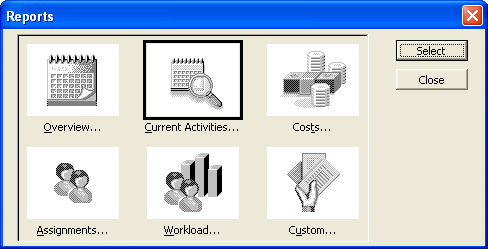 Reports
Select
Close
Overview...
Current Activities...
Costs...
Assignments...
Workload...
Custom...